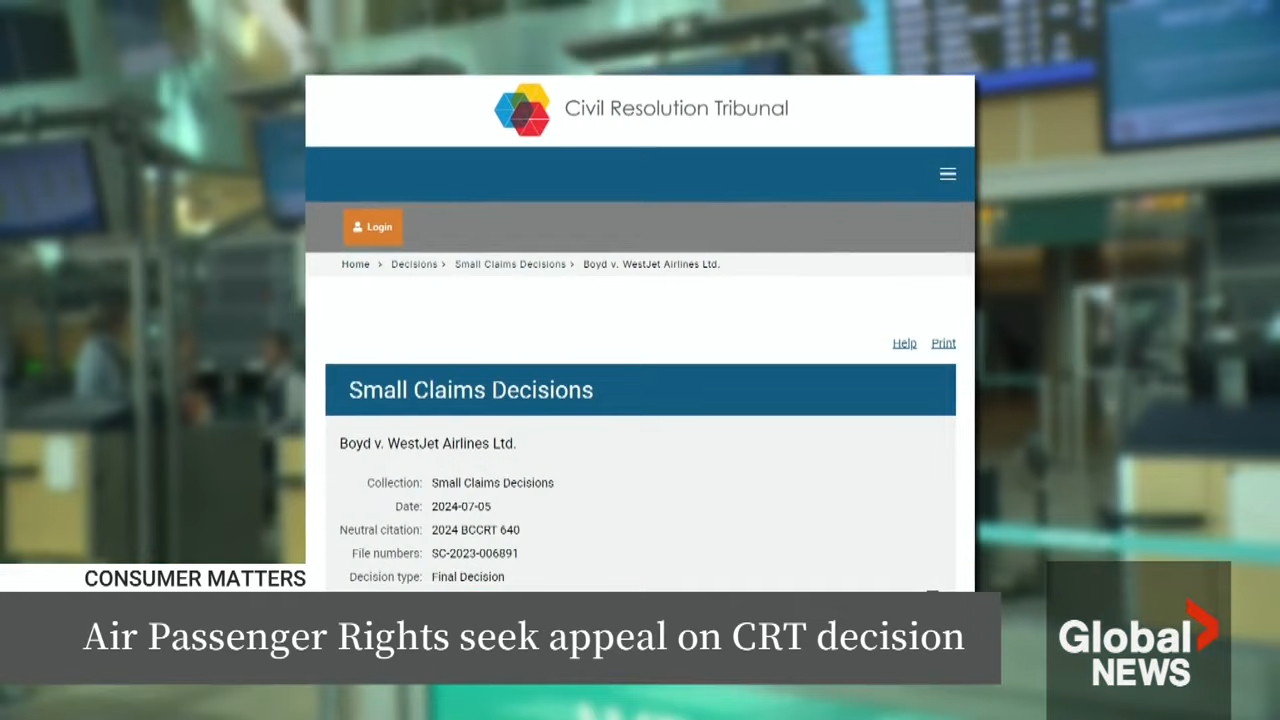 Civil Resolution Tribunal
Login
Home > Decisions > Small Claims Decisions > Boyd v. WestJet Airlines Ltd.
Help Print
Small Claims Decisions
Boyd v. WestJet Airlines Ltd.
Collection: Small Claims Decisions
Date: 2024-07-05
Neutral citation: 2024 BCCRT 640
File numbers: SC-2023-006891
Decision type: Final Decision
CONSUMER MATTERS
Air Passenger Rights seek appeal on CRT decision
Global
NEWS